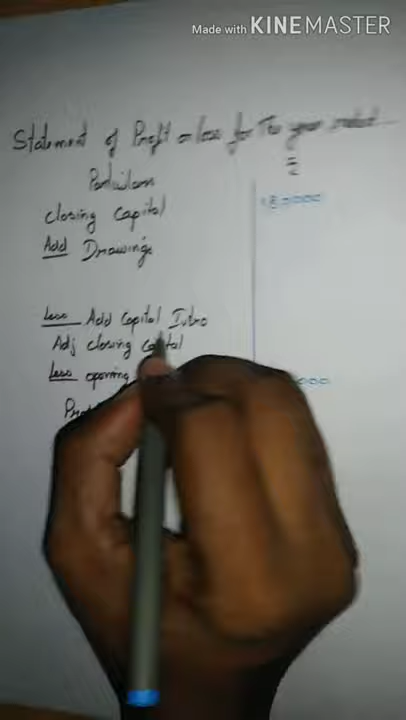 Made with KINEMASTER
Statement of Profit or loss for The year ended
Particulars
Closing Capital
Add Drawings
Less Add Capital Intro
Adj closing capital
Less opening